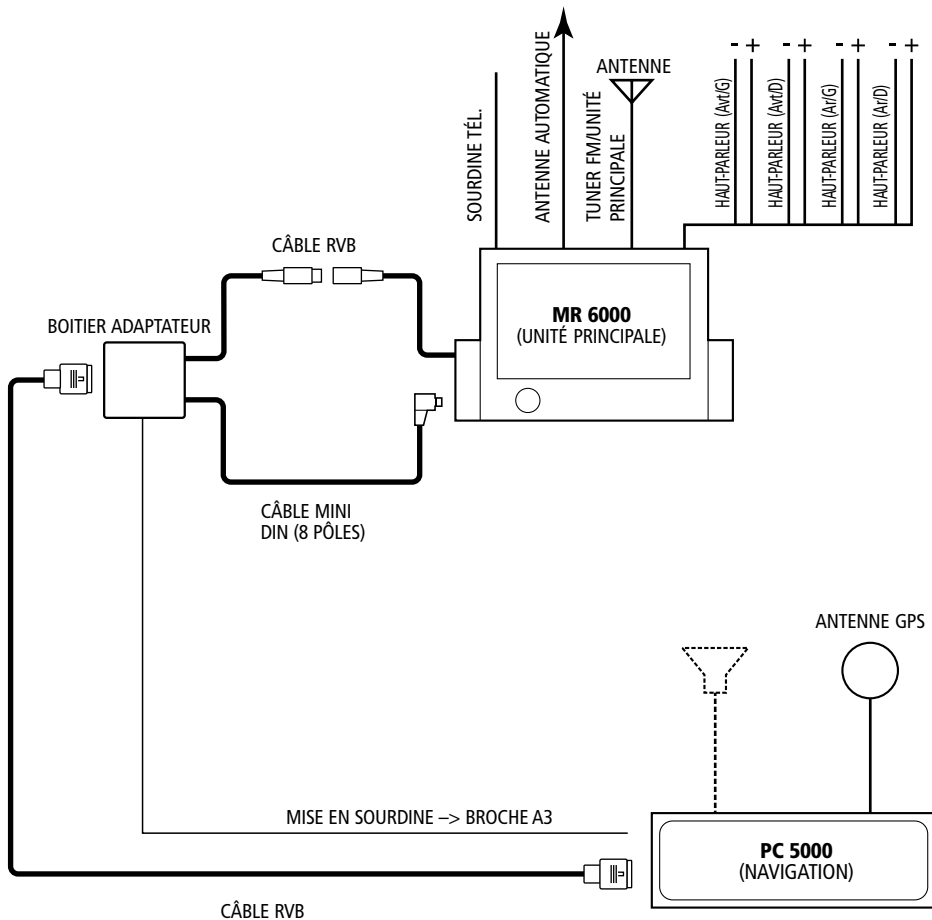 SOURDINE TÉL.
ANTENNE AUTOMATIQUE
TUNER FM/UNITÉ
PRINCIPALE
ANTENNE
- + - + - + - +
HAUT-PARLEUR (Avt/G)
HAUT-PARLEUR (Avt/D)
HAUT-PARLEUR (Ar/G)
HAUT-PARLEUR (Ar/D)
CÂBLE RVB
MR 6000
(UNITÉ PRINCIPALE)
BOITIER ADAPTATEUR
CÂBLE MINI
DIN (8 PÔLES)
ANTENNE GPS
MISE EN SOURDINE –> BROCHE A3
PC 5000
(NAVIGATION)
CÂBLE RVB